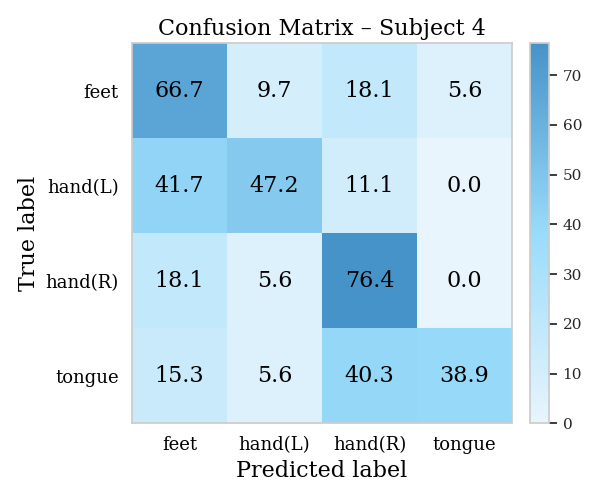 Confusion Matrix – Subject 4
True label
feet 66.7 9.7 18.1 5.6
hand(L) 41.7 47.2 11.1 0.0
hand(R) 18.1 5.6 76.4 0.0
tongue 15.3 5.6 40.3 38.9
feet hand(L) hand(R) tongue
Predicted label
70
60
50
40
30
20
10
0